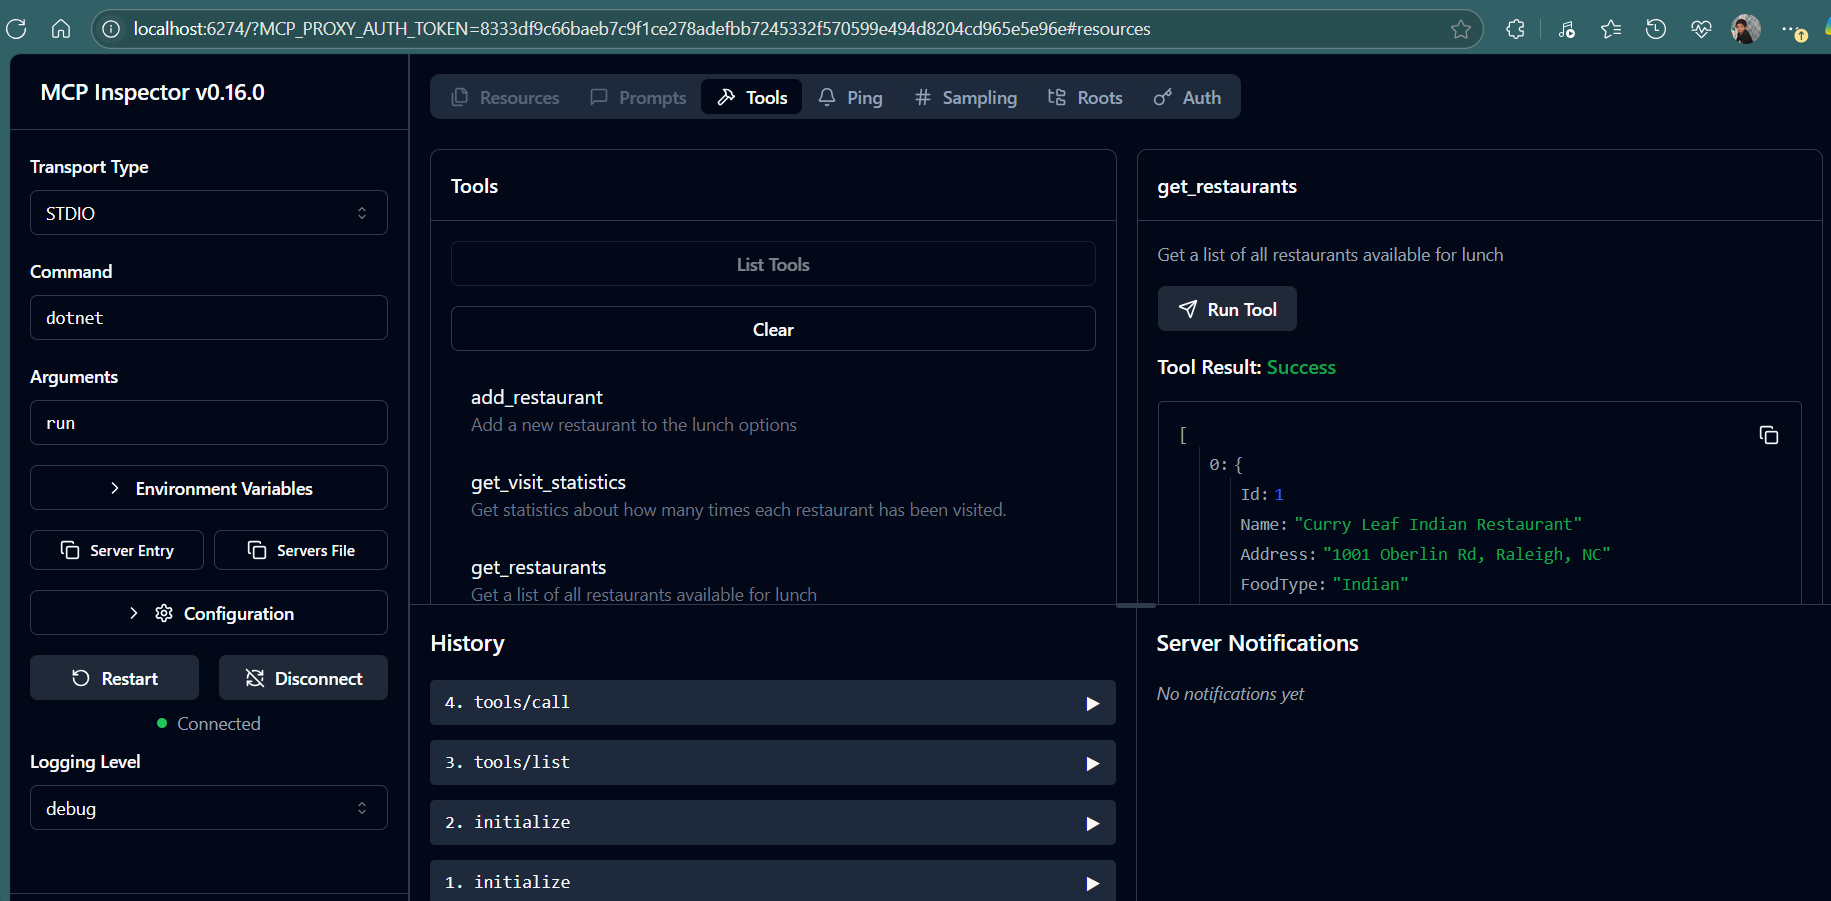 localhost:6274/?MCP_PROXY_AUTH_TOKEN=8333df9c66baeb7c9f1ce278adefbb7245332f570599e494d8204cd965e5e96e#resources
MCP Inspector v0.16.0
Transport Type
STDIO
Command
dotnet
Arguments
run
Environment Variables
Server Entry
Servers File
Configuration
Restart
Disconnect
Connected
Logging Level
debug
Resources
Prompts
Tools
Ping
Sampling
Roots
Auth
Tools
List Tools
Clear
add_restaurant
Add a new restaurant to the lunch options
get_visit_statistics
Get statistics about how many times each restaurant has been visited.
get_restaurants
Get a list of all restaurants available for lunch
get_restaurants
Get a list of all restaurants available for lunch
Run Tool
Tool Result: Success
[
0: {
Id: 1
Name: "Curry Leaf Indian Restaurant"
Address: "1001 Oberlin Rd, Raleigh, NC"
FoodType: "Indian"
History
4. tools/call
3. tools/list
2. initialize
1. initialize
Server Notifications
No notifications yet